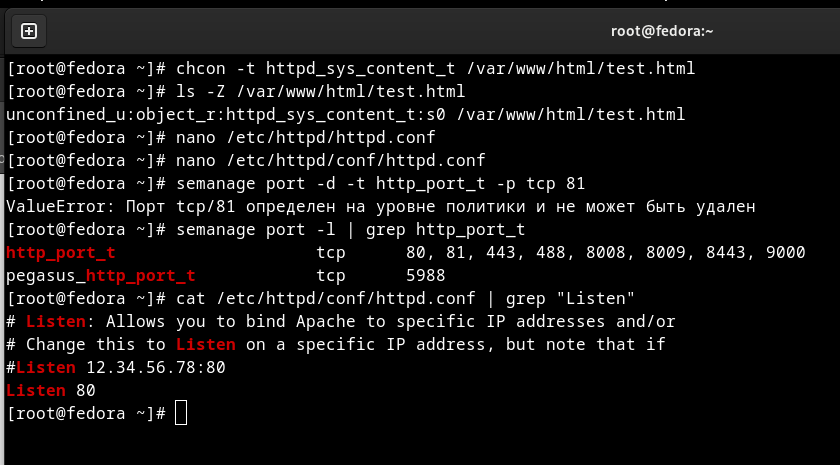 root@fedora:~
[root@fedora ~]# chcon -t httpd_sys_content_t /var/www/html/test.html
[root@fedora ~]# ls -Z /var/www/html/test.html
unconfined_u:object_r:httpd_sys_content_t:s0 /var/www/html/test.html
[root@fedora ~]# nano /etc/httpd/httpd.conf
[root@fedora ~]# nano /etc/httpd/conf/httpd.conf
[root@fedora ~]# semanage port -d -t http_port_t -p tcp 81
ValueError: Порт tcp/81 определен на уровне политики и не может быть удален
[root@fedora ~]# semanage port -l | grep http_port_t
http_port_t                    tcp      80, 81, 443, 488, 8008, 8009, 8443, 9000
pegasus_http_port_t            tcp      5988
[root@fedora ~]# cat /etc/httpd/conf/httpd.conf | grep "Listen"
# Listen: Allows you to bind Apache to specific IP addresses and/or
# Change this to Listen on a specific IP address, but note that if
#Listen 12.34.56.78:80
Listen 80
[root@fedora ~]#